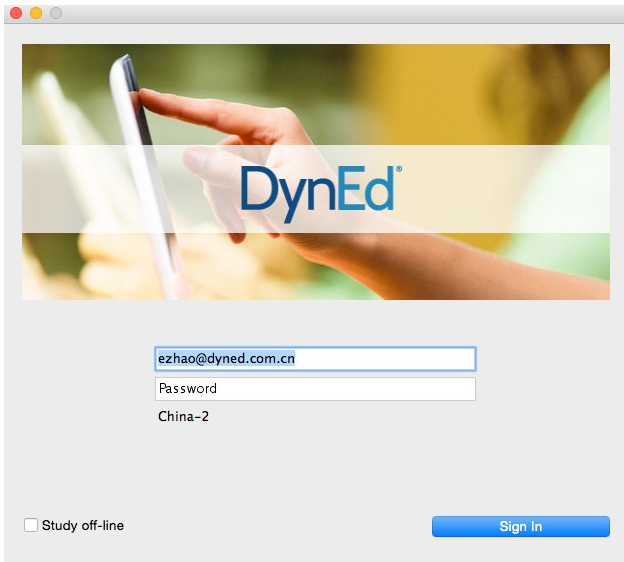 DynEd®
ezhao@dyned.com.cn
Password
China-2
Study off-line
Sign In